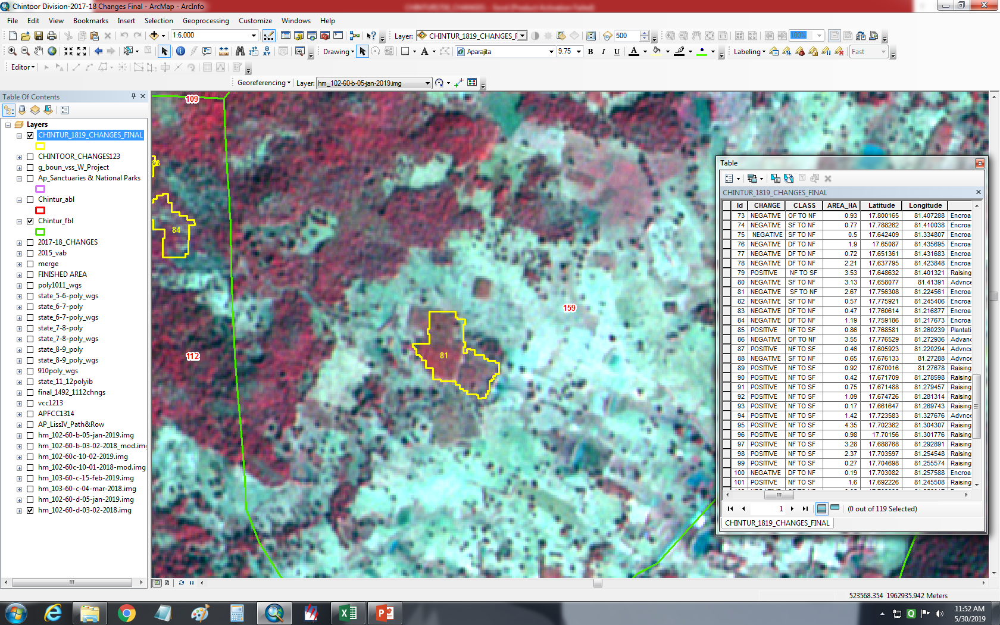 Chintoor Division-2017-18 Changes Final - ArcMap - ArcInfo
File Edit View Bookmarks Insert Selection Geoprocessing Customize Windows Help
1:6,000 Layer: CHINTUR_1819_CHANGES_F 500 100%
Drawing Aparajita 9.75 B I U A Labeling Fast
Editor
Georeferencing Layer: hm_102-60-b-05-jan-2019.img
Table Of Contents
Layers
CHINTUR_1819_CHANGES_FINAL
CHINTOOR_CHANGES123
g_boun_vss_W_Project
Ap_Sanctuaries & National Parks
Chintur_abl
Chintur_fbl
2017-18_CHANGES
2015_vab
merge
FINISHED AREA
poly1011_wgs
state_5-6-poly_wgs
state_6-7-poly
state_6-7-poly_wgs
state_7-8-poly
state_7-8-poly_wgs
state_8-9_poly
state_8-9_poly_wgs
910poly_wgs
state_11_12polyib
final_1492_1112chngs
vcc1213
APFCC1314
AP_LissIV_Path&Row
hm_102-60-b-05-jan-2019.img
hm_102-60-b-03-02-2018_mod.img
hm_102-60c-10-02-2019.img
hm_102-60c-10-01-2018-mod.img
hm_103-60-c-15-feb-2019.img
hm_103-60-c-04-mar-2018.img
hm_102-60-d-05-jan-2019.img
hm_102-60-d-03-02-2018.img
109
84
112
81
159
Table
CHINTUR_1819_CHANGES_FINAL
Id CHANGE CLASS AREA_HA Latitude Longitude
73 NEGATIVE OF TO NF 0.93 17.800165 81.407288 Encroa
74 NEGATIVE SF TO NF 0.77 17.788262 81.410038 Encroa
75 NEGATIVE SF TO NF 0.5 17.642409 81.334807 Encroa
76 NEGATIVE DF TO NF 1.9 17.65087 81.435695 Encroa
77 NEGATIVE DF TO NF 0.72 17.651361 81.431683 Encroa
78 NEGATIVE DF TO NF 2.21 17.637795 81.423848 Encroa
79 POSITIVE NF TO SF 3.53 17.648632 81.401321 Raising
80 NEGATIVE SF TO NF 3.13 17.658077 81.41391 Advnce
81 NEGATIVE SF TO NF 2.67 17.756308 81.224561 Encroa
82 NEGATIVE SF TO NF 0.57 17.775921 81.245406 Encroa
83 NEGATIVE DF TO NF 0.47 17.760614 81.216877 Encroa
84 NEGATIVE DF TO NF 1.19 17.759186 81.217673 Encroa
85 POSITIVE NF TO SF 0.86 17.768581 81.260239 Plantati
86 NEGATIVE OF TO NF 3.55 17.776529 81.272936 Advanc
87 POSITIVE NF TO SF 0.46 17.605923 81.220294 Advnce
88 NEGATIVE SF TO NF 0.65 17.676133 81.27288 Advnce
89 POSITIVE NF TO SF 0.92 17.670016 81.27678 Raising
90 POSITIVE NF TO SF 0.42 17.671709 81.278598 Raising
91 POSITIVE NF TO SF 0.75 17.671488 81.279457 Raising
92 POSITIVE NF TO SF 1.09 17.674726 81.281314 Raising
93 POSITIVE NF TO SF 0.17 17.661647 81.269743 Raising
94 POSITIVE NF TO SF 1.42 17.723583 81.327676 Advnce
95 POSITIVE NF TO SF 4.35 17.702362 81.304307 Raising
96 POSITIVE NF TO SF 0.98 17.70156 81.301776 Raising
97 POSITIVE NF TO SF 3.28 17.688768 81.292891 Raising
98 POSITIVE NF TO SF 2.37 17.703597 81.254548 Raising
99 POSITIVE NF TO SF 0.27 17.704698 81.255574 Raising
100 NEGATIVE DF TO NF 0.19 17.703082 81.257588 Encroa
101 POSITIVE NF TO SF 1.6 17.692226 81.245508 Raising
1 (0 out of 119 Selected)
CHINTUR_1819_CHANGES_FINAL
523568.354 1962935.942 Meters
11:52 AM
5/30/2019